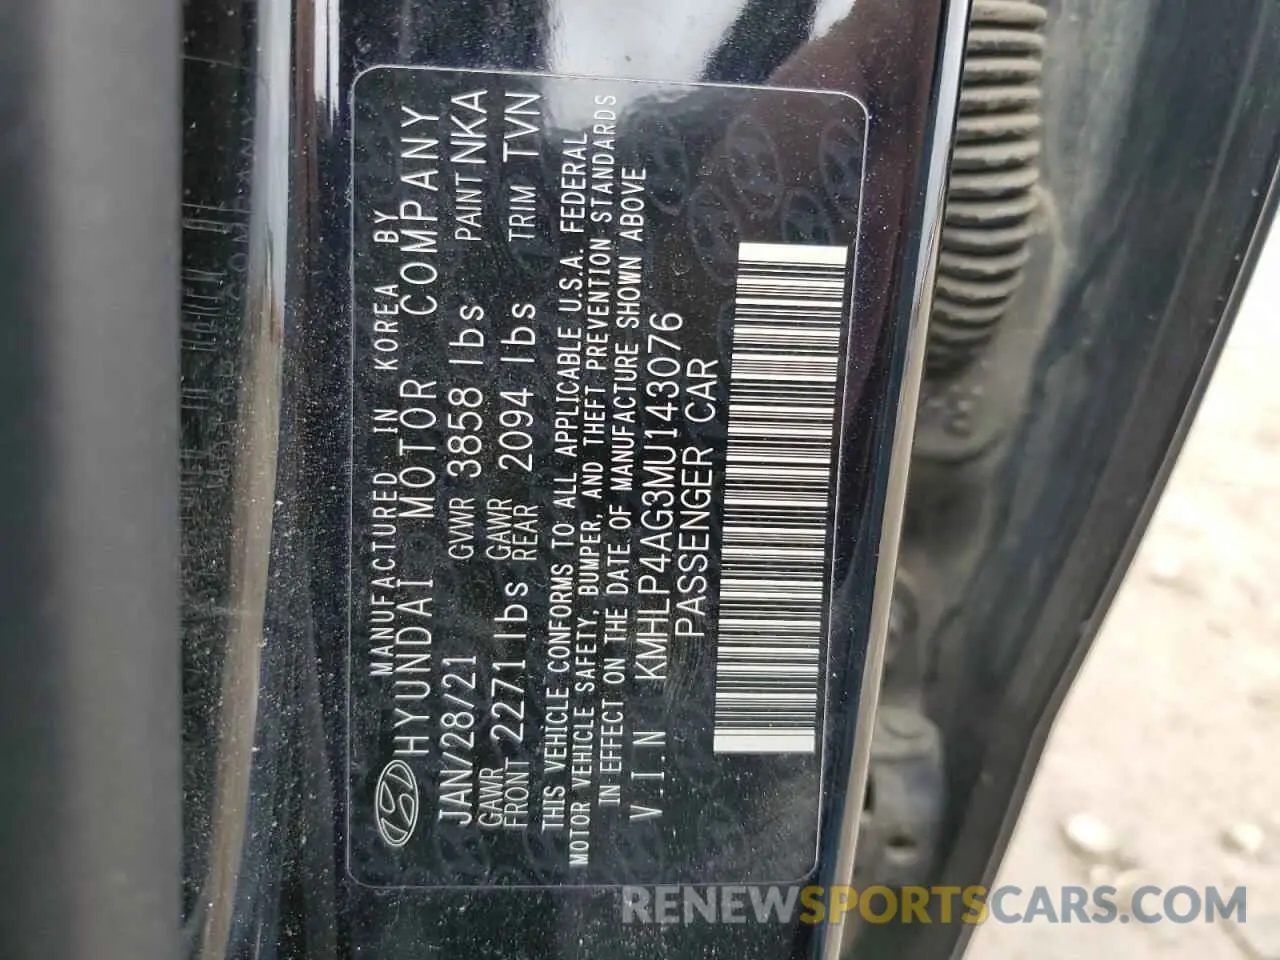 MANUFACTURED IN KOREA BY
HYUNDAI MOTOR COMPANY
JAN/28/21 GVWR 3858 lbs PAINT NKA
GAWR FRONT 2271 lbs GAWR REAR 2094 lbs TRIM TVN
THIS VEHICLE CONFORMS TO ALL APPLICABLE U.S.A. FEDERAL
MOTOR VEHICLE SAFETY, BUMPER, AND THEFT PREVENTION STANDARDS
IN EFFECT ON THE DATE OF MANUFACTURE SHOWN ABOVE
V.I.N KMHLP4AG3MU143076
PASSENGER CAR
RENEWSPORTSCARS.COM